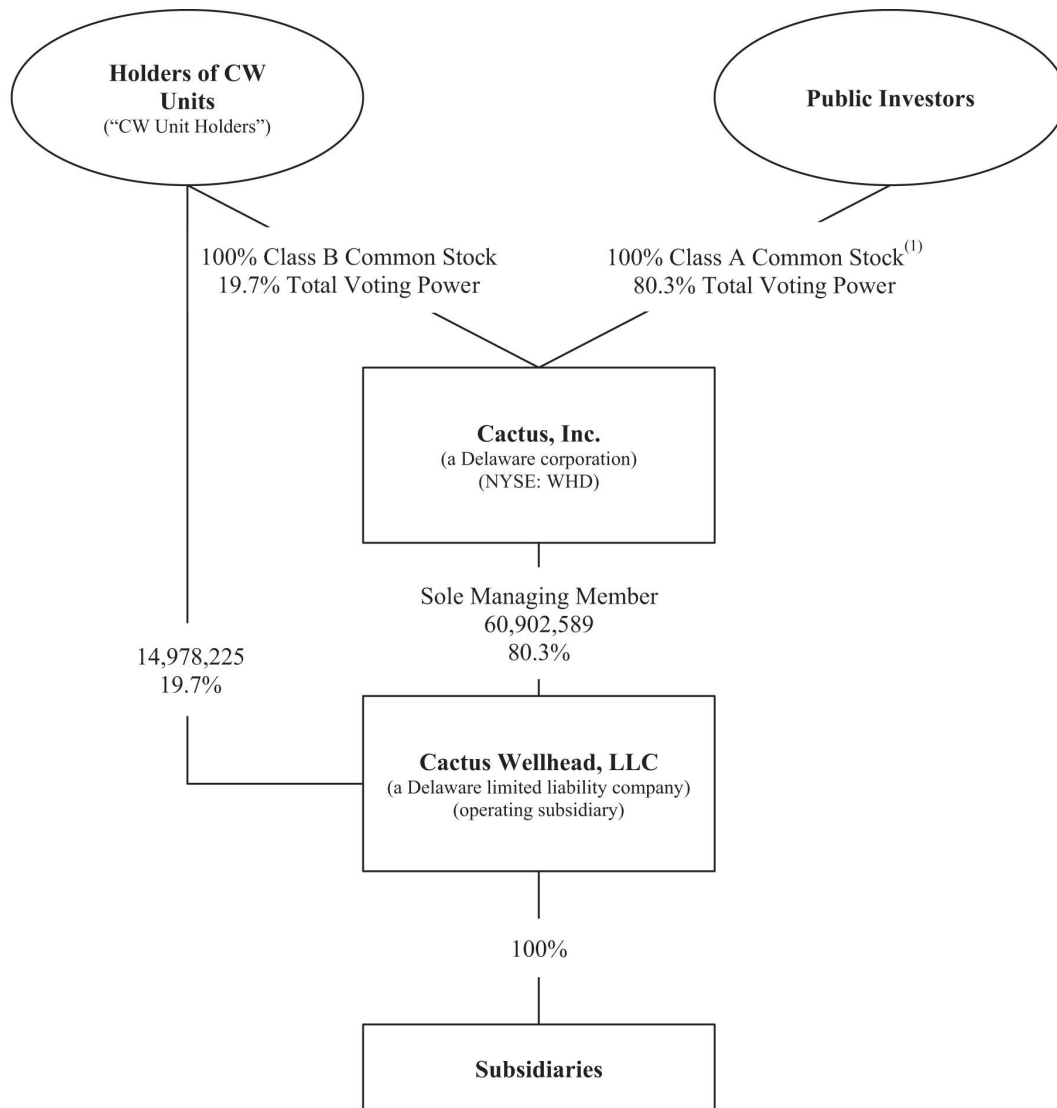 Holders of CW
Units
(“CW Unit Holders”)
Public Investors
100% Class B Common Stock
19.7% Total Voting Power
100% Class A Common Stock(1)
80.3% Total Voting Power
Cactus, Inc.
(a Delaware corporation)
(NYSE: WHD)
Sole Managing Member
60,902,589
80.3%
14,978,225
19.7%
Cactus Wellhead, LLC
(a Delaware limited liability company)
(operating subsidiary)
100%
Subsidiaries